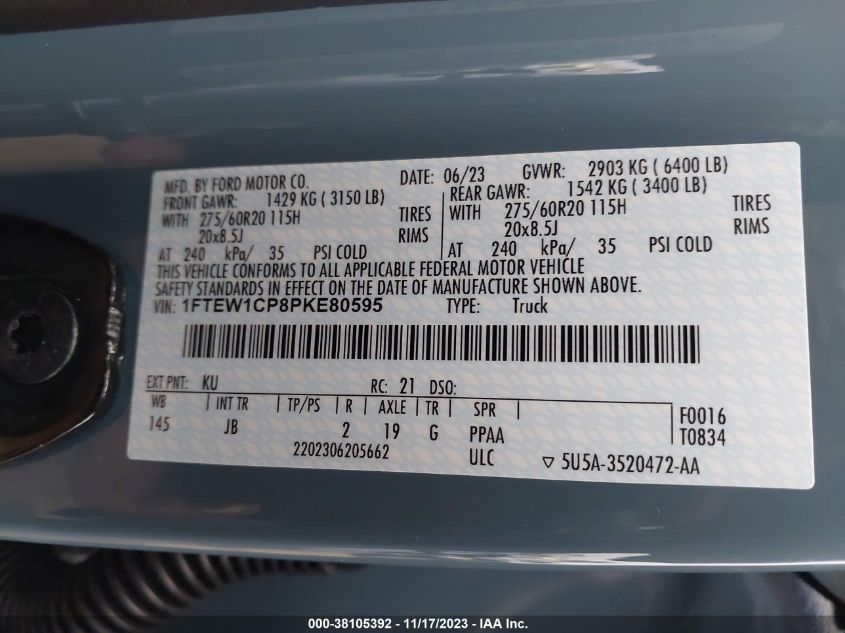 MFD. BY FORD MOTOR CO. DATE: 06/23 GVWR: 2903 KG ( 6400 LB)
FRONT GAWR: 1429 KG ( 3150 LB) REAR GAWR: 1542 KG ( 3400 LB)
WITH 275/60R20 115H TIRES WITH 275/60R20 115H TIRES
20x8.5J RIMS 20x8.5J RIMS
AT 240 kPa/ 35 PSI COLD AT 240 kPa/ 35 PSI COLD
THIS VEHICLE CONFORMS TO ALL APPLICABLE FEDERAL MOTOR VEHICLE
SAFETY STANDARDS IN EFFECT ON THE DATE OF MANUFACTURE SHOWN ABOVE.
VIN: 1FTEW1CP8PKE80595 TYPE: Truck
EXT PNT: KU RC: 21 DSO:
WB INT TR TP/PS R AXLE TR SPR F0016
145 JB 2 19 G PPAA T0834
2202306205662 ULC ▽ 5U5A-3520472-AA
000-38105392 - 11/17/2023 - IAA Inc.